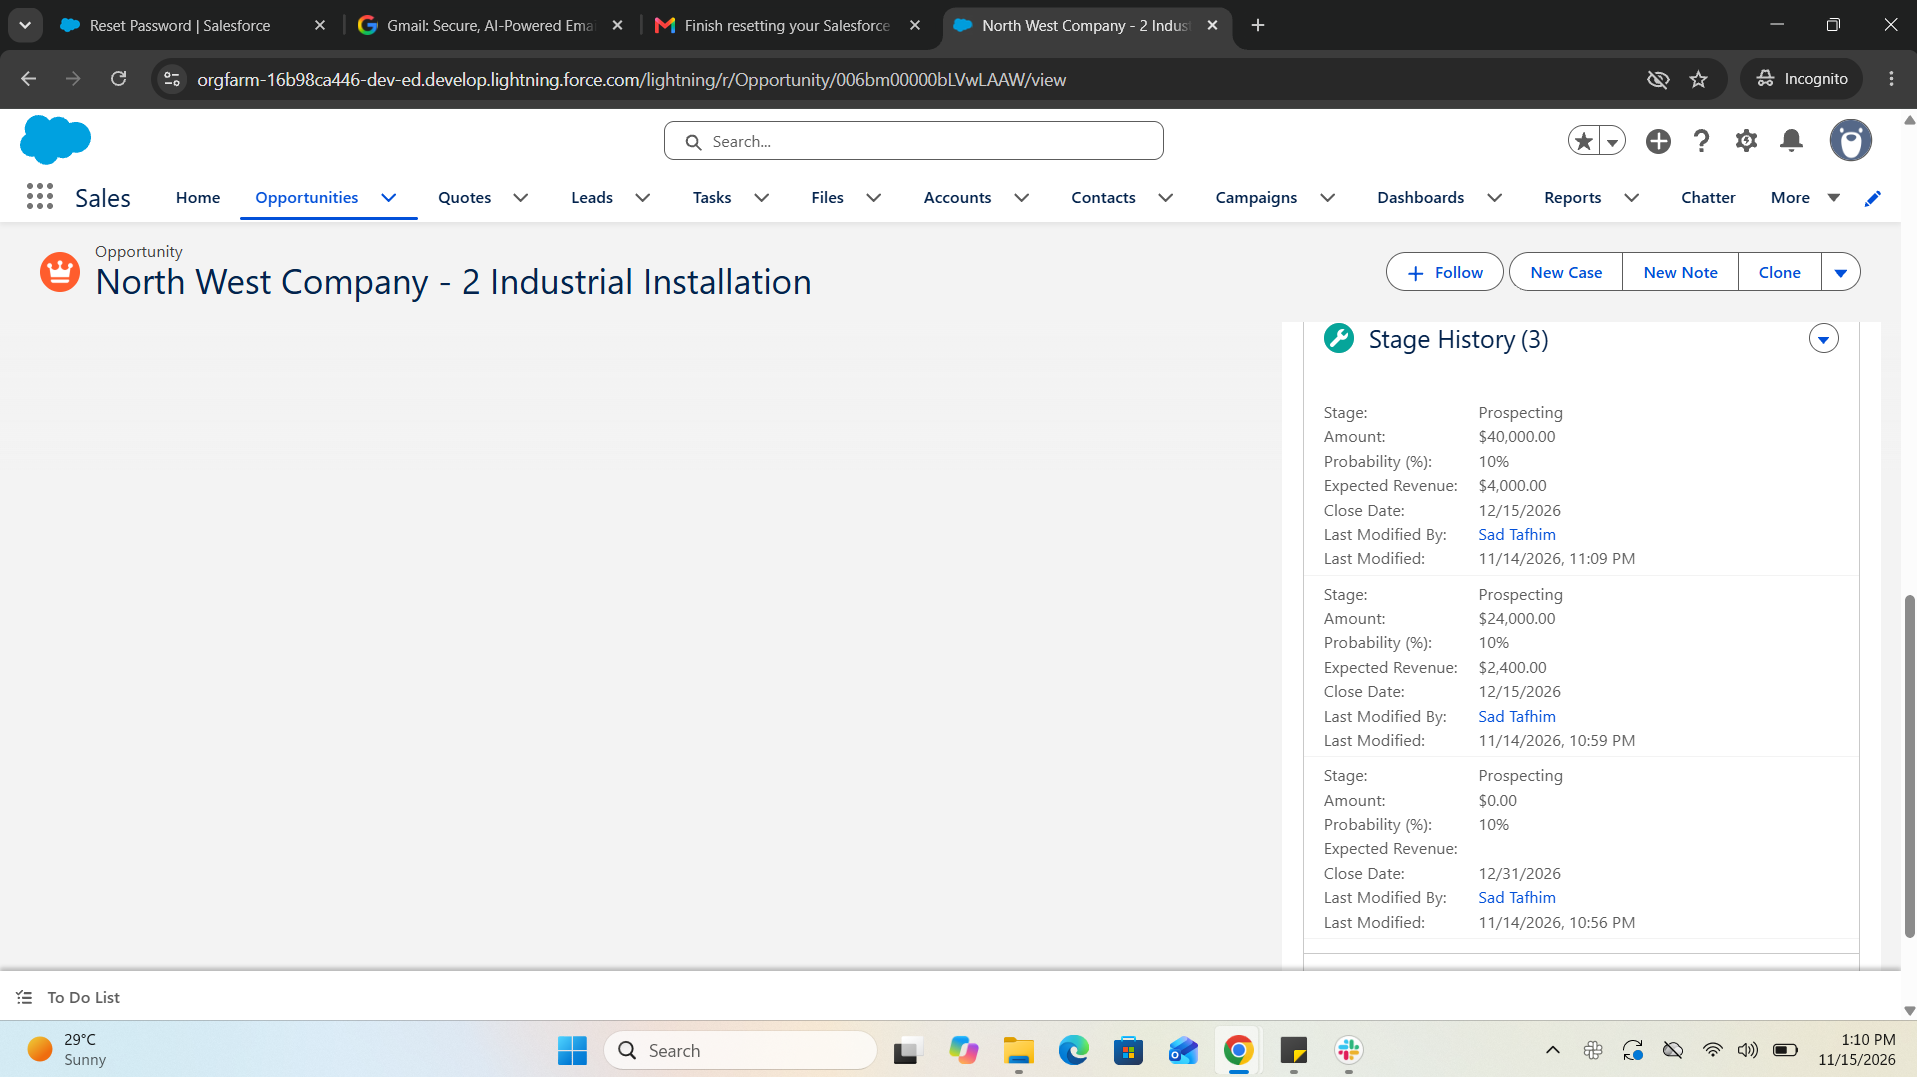 Reset Password | Salesforce
Gmail: Secure, AI-Powered Emai
Finish resetting your Salesforce
North West Company - 2 Indust
orgfarm-16b98ca446-dev-ed.develop.lightning.force.com/lightning/r/Opportunity/006bm00000bLVwLAAW/view
Incognito
Search...
Sales
Home
Opportunities
Quotes
Leads
Tasks
Files
Accounts
Contacts
Campaigns
Dashboards
Reports
Chatter
More
Opportunity
North West Company - 2 Industrial Installation
Follow
New Case
New Note
Clone
Stage History (3)
Stage: Prospecting
Amount: $40,000.00
Probability (%): 10%
Expected Revenue: $4,000.00
Close Date: 12/15/2026
Last Modified By: Sad Tafhim
Last Modified: 11/14/2026, 11:09 PM
Stage: Prospecting
Amount: $24,000.00
Probability (%): 10%
Expected Revenue: $2,400.00
Close Date: 12/15/2026
Last Modified By: Sad Tafhim
Last Modified: 11/14/2026, 10:59 PM
Stage: Prospecting
Amount: $0.00
Probability (%): 10%
Expected Revenue:
Close Date: 12/31/2026
Last Modified By: Sad Tafhim
Last Modified: 11/14/2026, 10:56 PM
To Do List
29°C
Sunny
Search
1:10 PM
11/15/2026